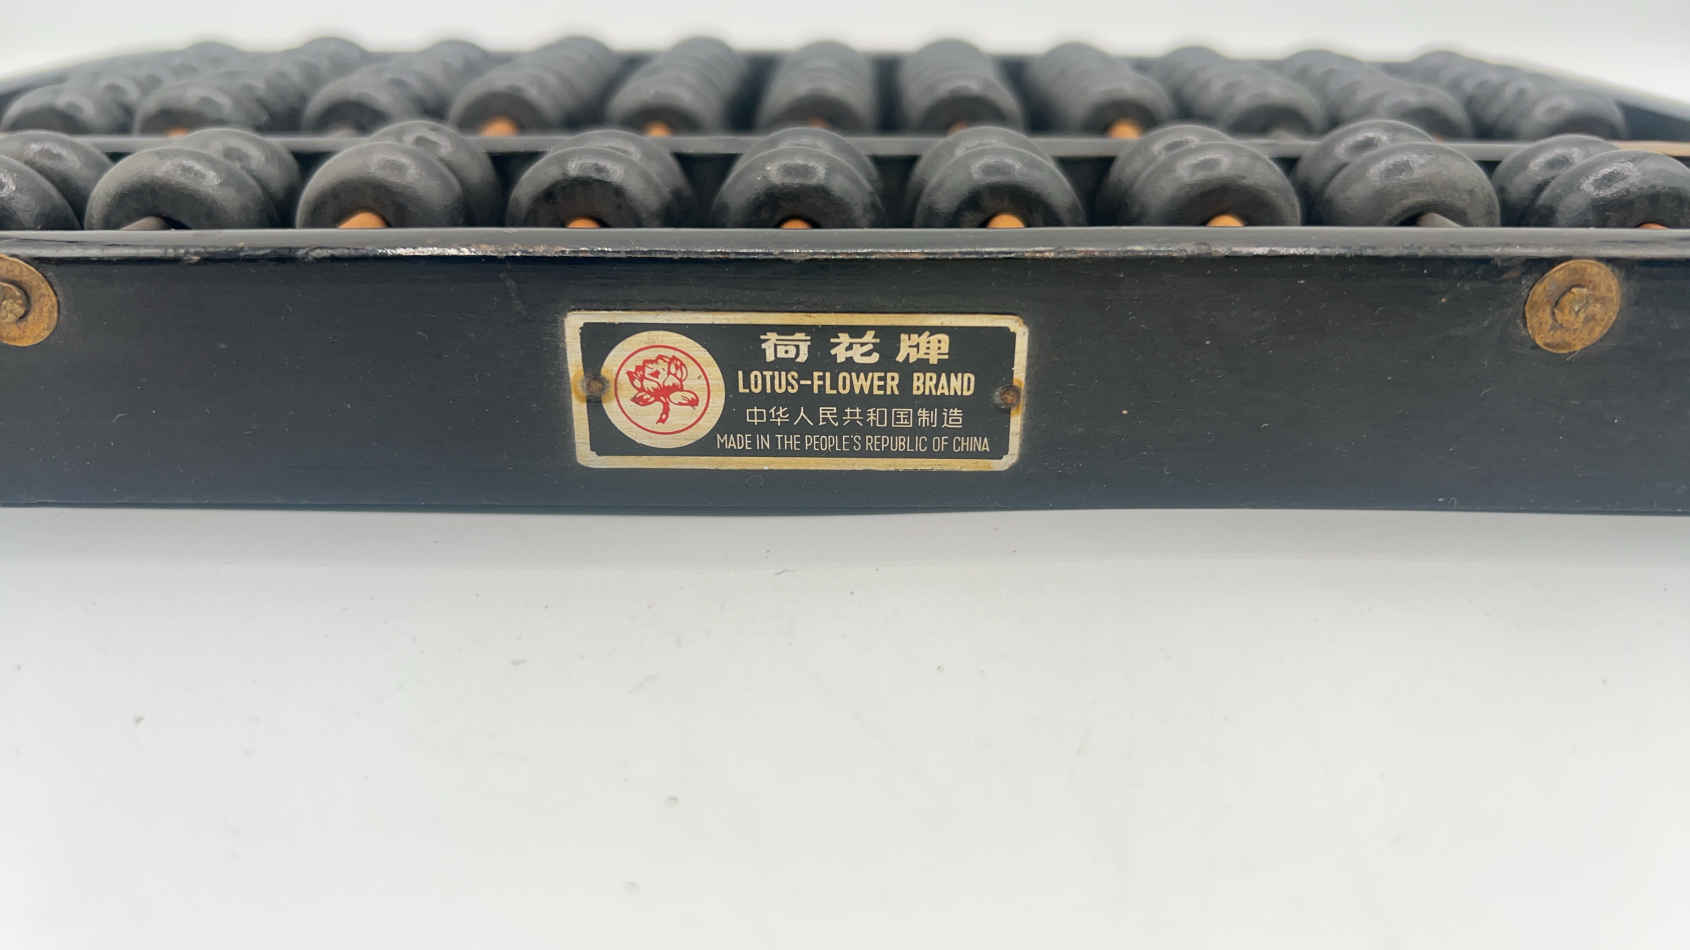 荷花牌
LOTUS-FLOWER BRAND
中华人民共和国制造
MADE IN THE PEOPLE'S REPUBLIC OF CHINA